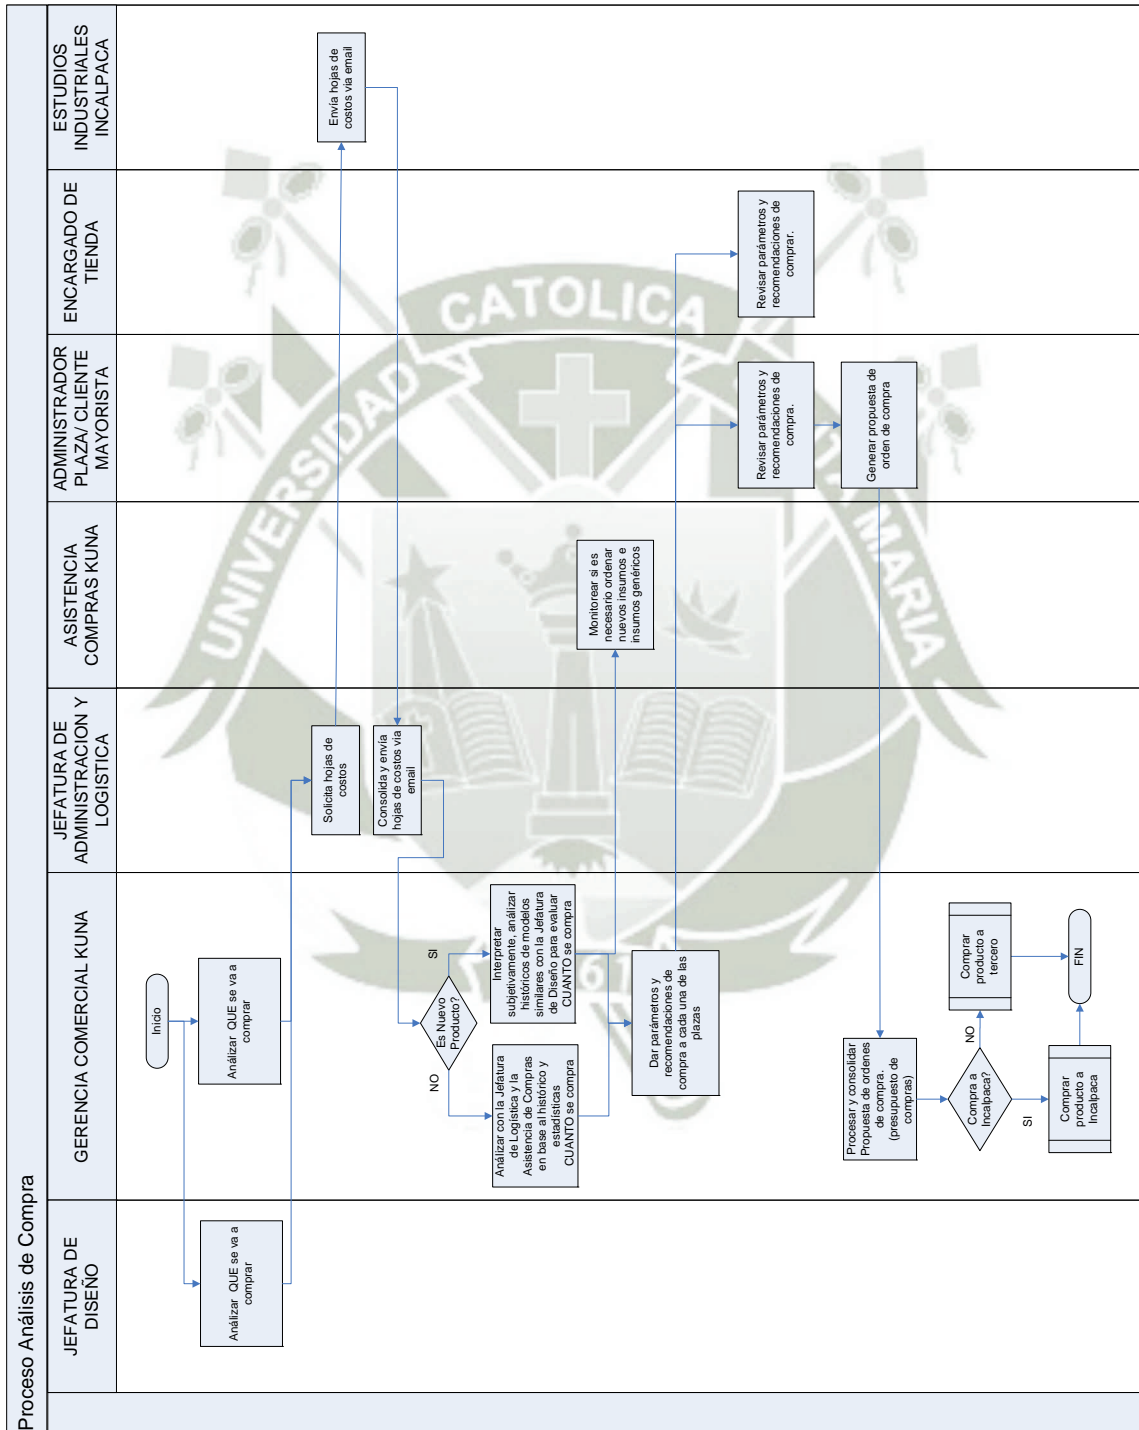 Proceso Análisis de Compra
JEFATURA DE
DISEÑO
GERENCIA COMERCIAL KUNA
JEFATURA DE
ADMINISTRACION Y
LOGISTICA
ASISTENCIA
COMPRAS KUNA
ADMINISTRADOR
PLAZA/ CLIENTE
MAYORISTA
ENCARGADO DE
TIENDA
ESTUDIOS
INDUSTRIALES
INCALPACA
Inicio
Análizar QUE se va a
comprar
Análizar QUE se va a
comprar
Solicita hojas de
costos
Envía hojas de
costos via email
Consolida y envía
hojas de costos via
email
Es Nuevo
Producto?
NO
SI
Análizar con la Jefatura
de Logística y la
Asistencia de Compras
en base al histórico y
estadísticas
CUANTO se compra
Interpretar
subjetivamente, análizar
históricos de modelos
similares con la Jefatura
de Diseño para evaluar
CUANTO se compra
Monitorear si es
necesario ordenar
nuevos insumos e
insumos genéricos
Dar parámetros y
recomendaciones de
compra a cada una de las
plazas
Revisar parámetros y
recomendaciones de
compra.
Revisar parámetros y
recomendaciones de
comprar.
Generar propuesta de
orden de compra
Procesar y consolidar
Propuesta de ordenes
de compra.
(presupuesto de
compras)
Compra a
Incalpaca?
NO
SI
Comprar
producto a
tercero
Comprar
producto a
Incalpaca
FIN
UNIVERSIDAD
CATOLICA
TA MARIA
61